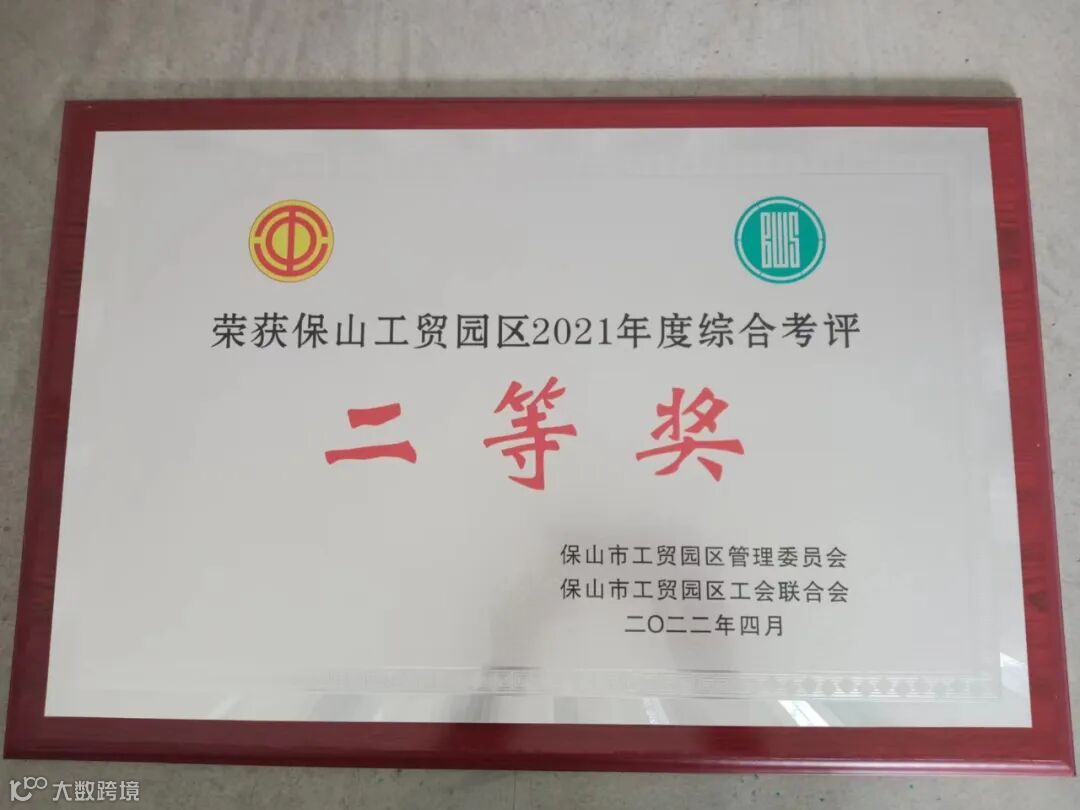 BWS
荣获保山工贸园区2021年度综合考评
二等奖
保山市工贸园区管理委员会
保山市工贸园区工会联合会
二〇二二年四月
大数跨境